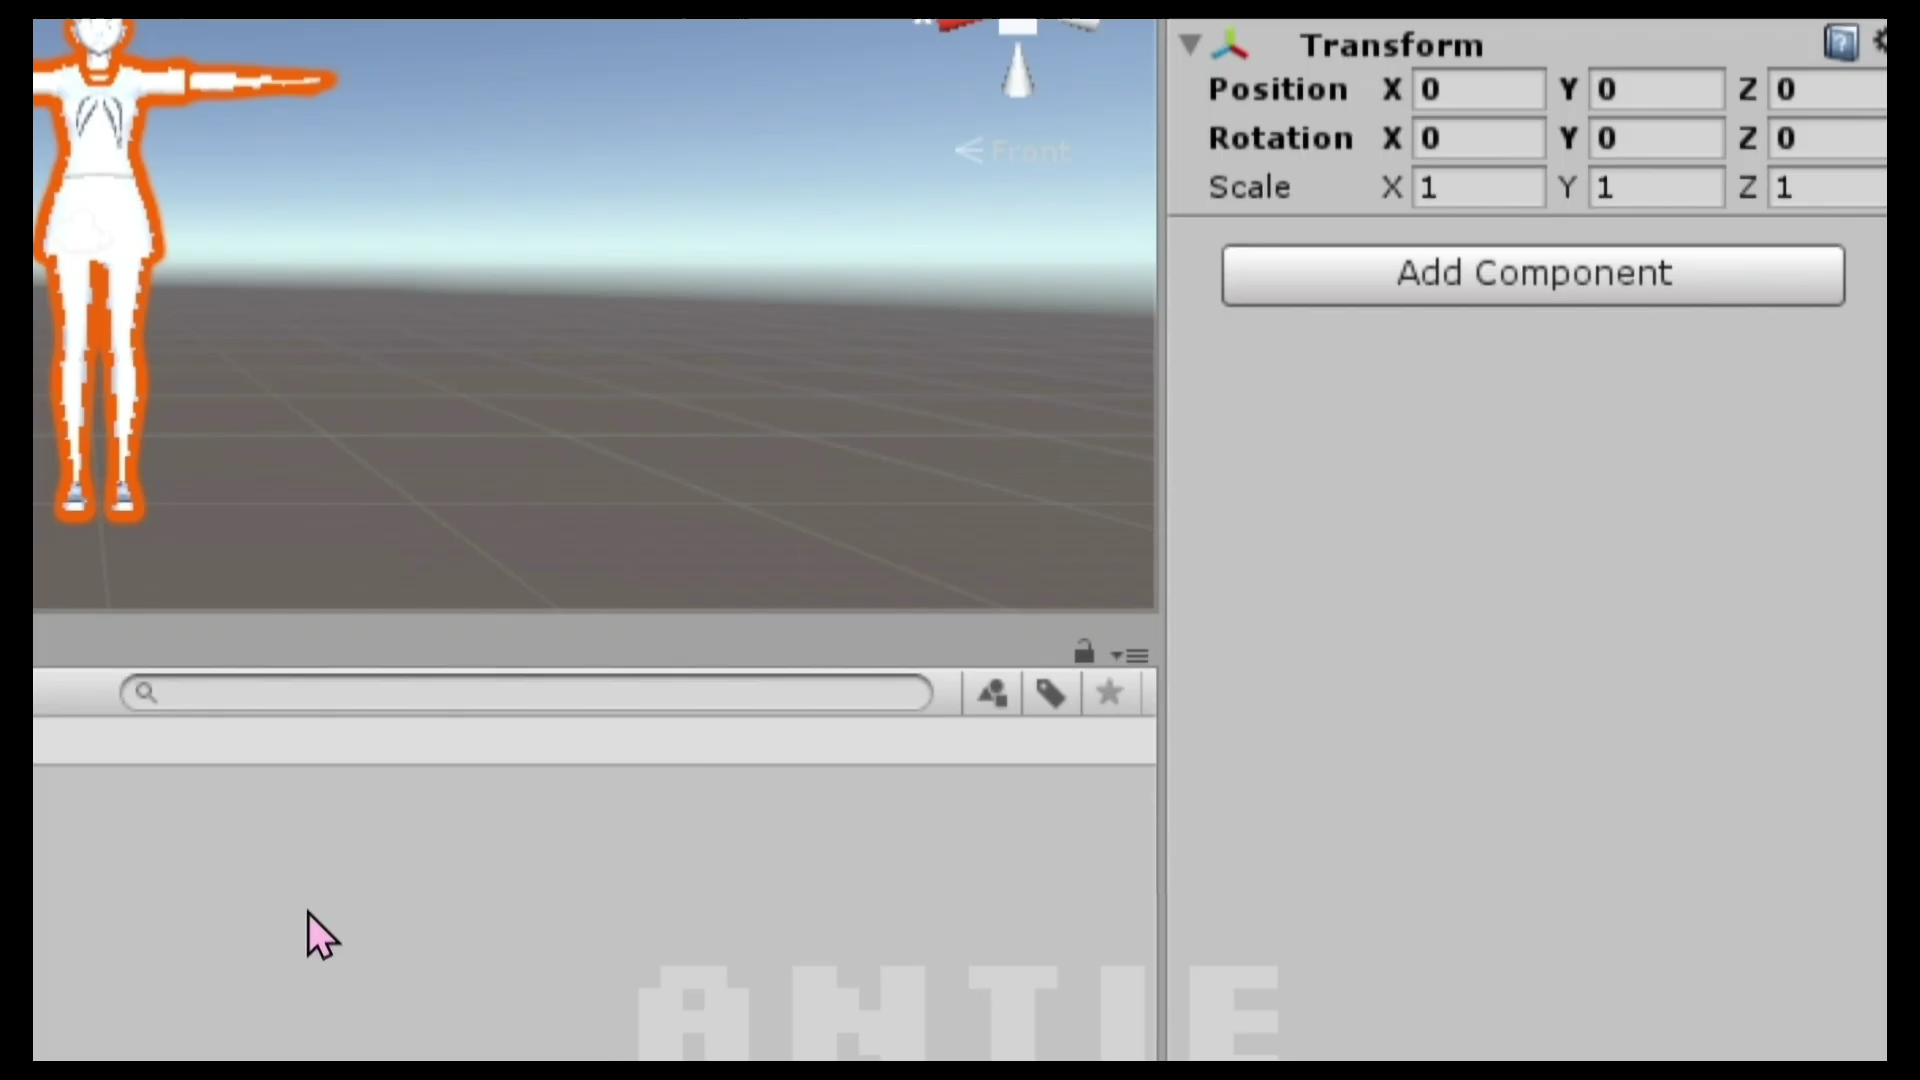 Transform
Position X 0 Y 0 Z 0
Rotation X 0 Y 0 Z 0
Scale X 1 Y 1 Z 1
Front
Add Component
ANTIE